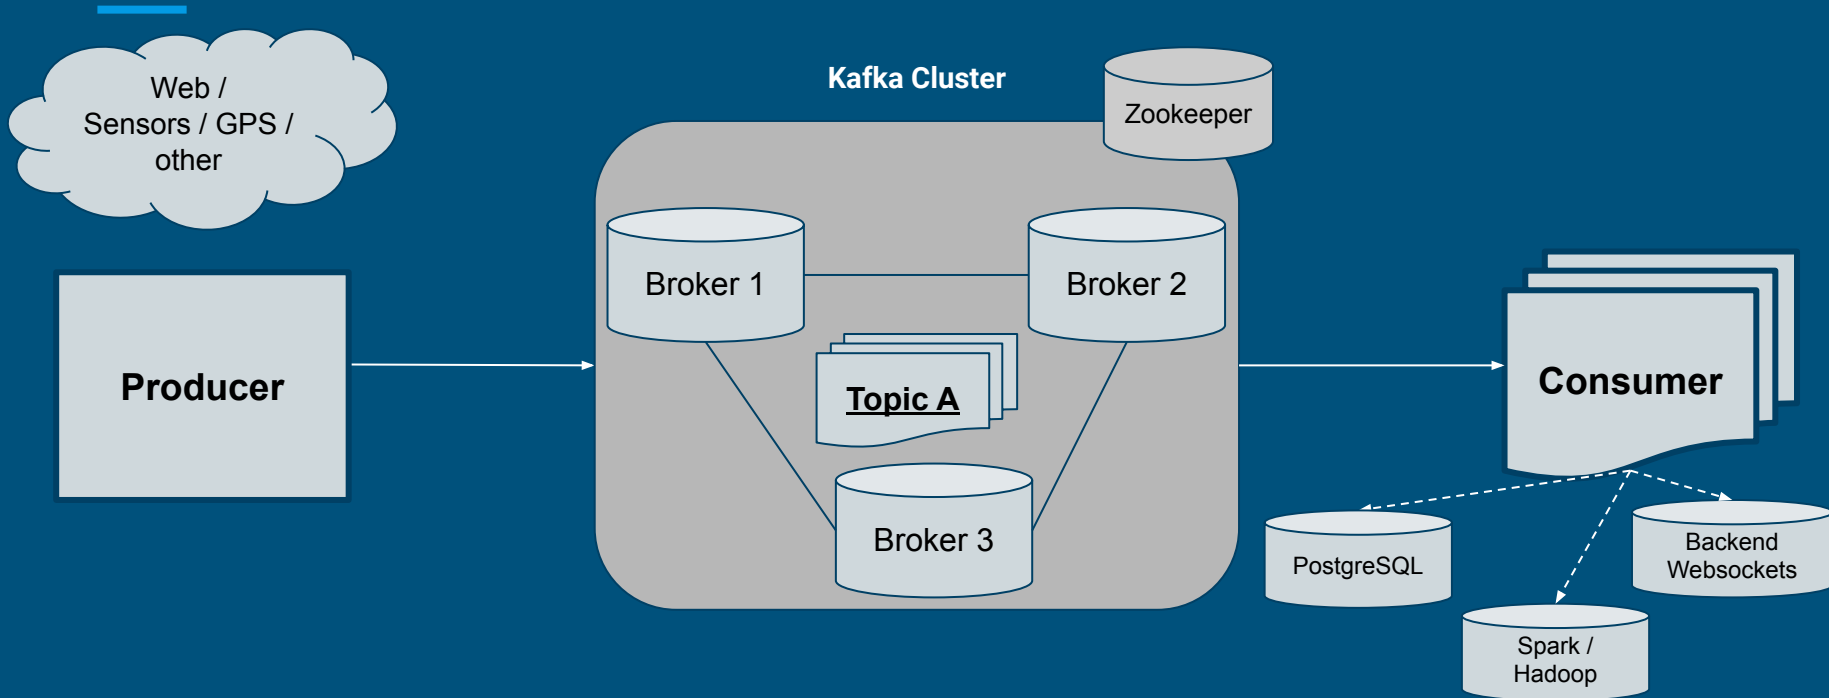 Web /
Sensors / GPS /
other
Kafka Cluster
Zookeeper
Broker 1
Broker 2
Producer
Topic A
Consumer
Broker 3
PostgreSQL
Backend
Websockets
Spark /
Hadoop